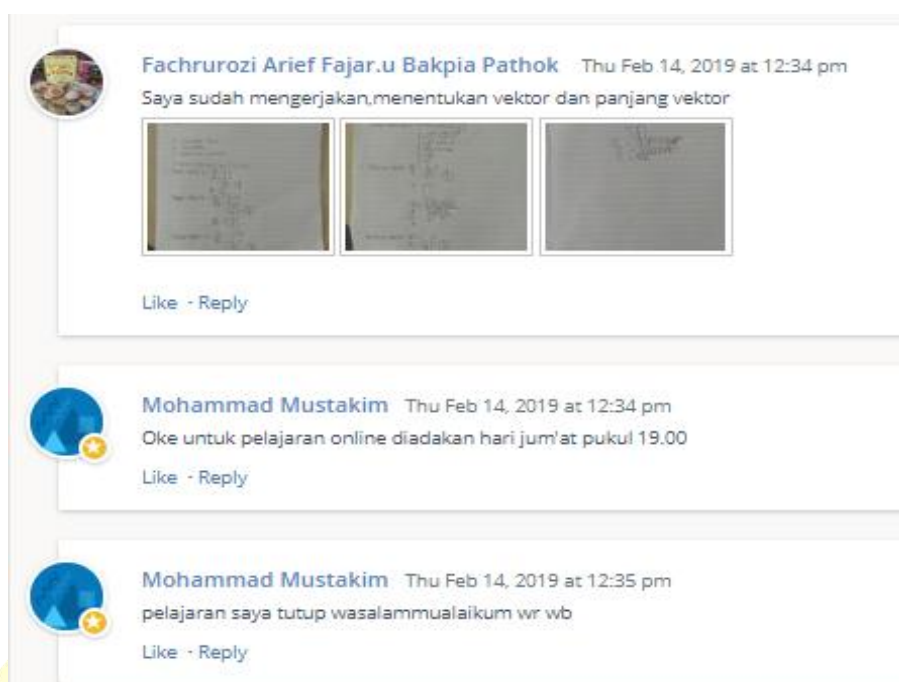 Fachrurozi Arief Fajar.u Bakpia Pathok Thu Feb 14, 2019 at 12:34 pm
Saya sudah mengerjakan,menentukan vektor dan panjang vektor
Like - Reply
Mohammad Mustakim Thu Feb 14, 2019 at 12:34 pm
Oke untuk pelajaran online diadakan hari jum'at pukul 19.00
Like - Reply
Mohammad Mustakim Thu Feb 14, 2019 at 12:35 pm
pelajaran saya tutup wasalammualaikum wr wb
Like - Reply